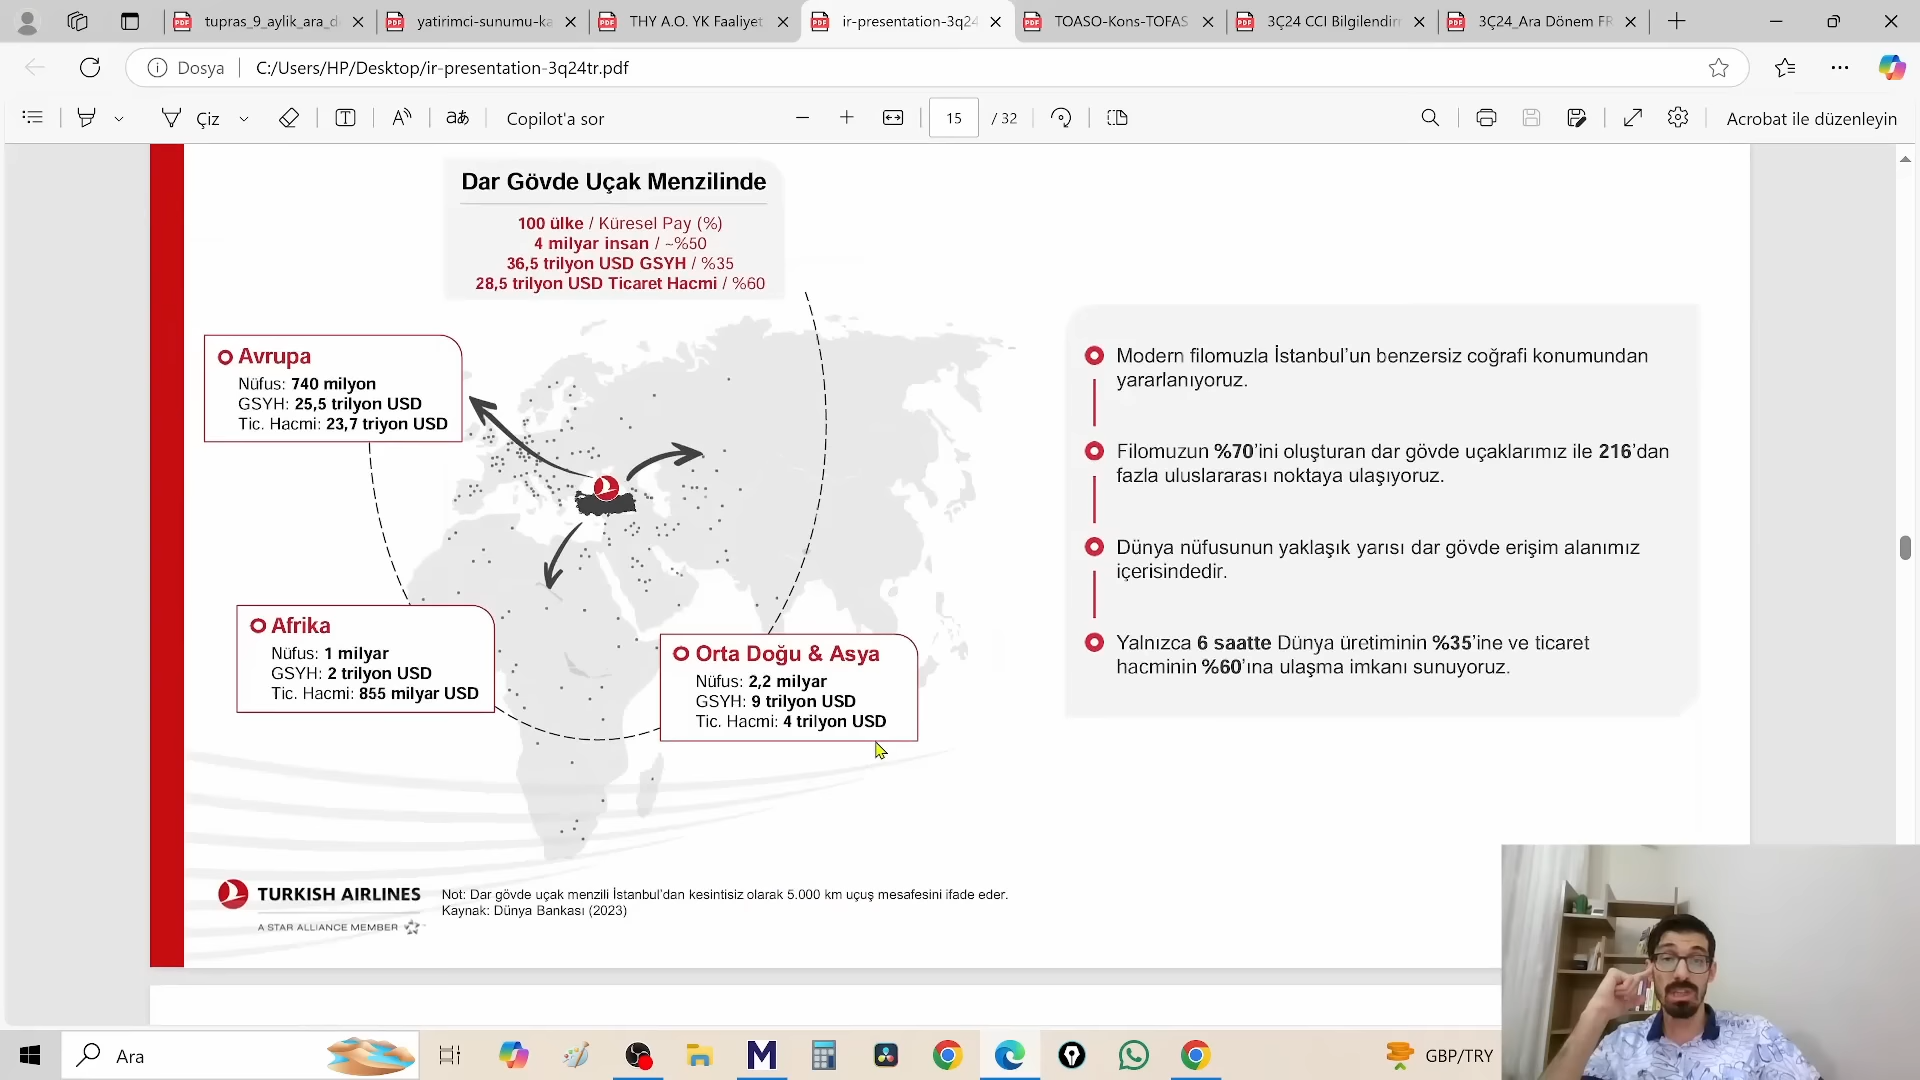 tupras_9_aylik_ara_d
yatirimci-sunumu-ka
THY A.O. YK Faaliyet
ir-presentation-3q24
TOASO-Kons-TOFAS
3Ç24 CCI Bilgilendirm
3Ç24_Ara Dönem FR
Dosya
C:/Users/HP/Desktop/ir-presentation-3q24tr.pdf
Çiz
Copilot'a sor
15 / 32
Acrobat ile düzenleyin
Dar Gövde Uçak Menzilinde
100 ülke / Küresel Pay (%)
4 milyar insan / ~%50
36,5 trilyon USD GSYH / %35
28,5 trilyon USD Ticaret Hacmi / %60
Avrupa
Nüfus: 740 milyon
GSYH: 25,5 trilyon USD
Tic. Hacmi: 23,7 triyon USD
Afrika
Nüfus: 1 milyar
GSYH: 2 trilyon USD
Tic. Hacmi: 855 milyar USD
Orta Doğu & Asya
Nüfus: 2,2 milyar
GSYH: 9 trilyon USD
Tic. Hacmi: 4 trilyon USD
Modern filomuzla İstanbul'un benzersiz coğrafi konumundan
yararlanıyoruz.
Filomuzun %70'ini oluşturan dar gövde uçaklarımız ile 216'dan
fazla uluslararası noktaya ulaşıyoruz.
Dünya nüfusunun yaklaşık yarısı dar gövde erişim alanımız
içerisindedir.
Yalnızca 6 saatte Dünya üretiminin %35'ine ve ticaret
hacminin %60'ına ulaşma imkanı sunuyoruz.
TURKISH AIRLINES
A STAR ALLIANCE MEMBER
Not: Dar gövde uçak menzili İstanbul'dan kesintisiz olarak 5.000 km uçuş mesafesini ifade eder.
Kaynak: Dünya Bankası (2023)
Ara
GBP/TRY